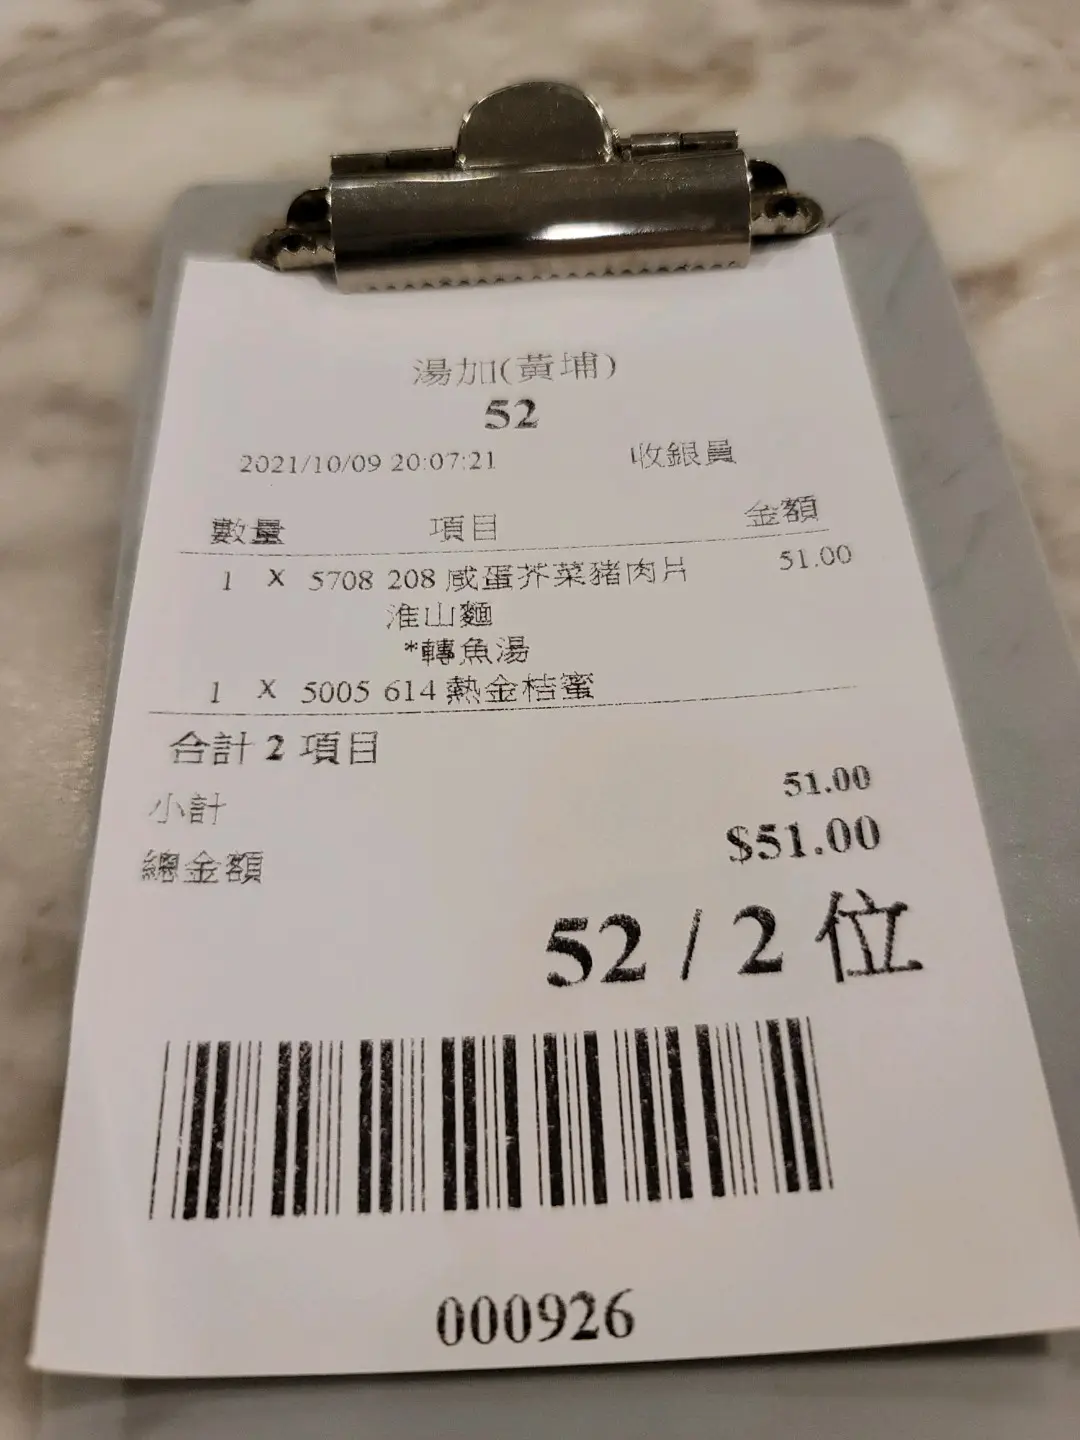 湯加(黃埔)
52
2021/10/09 20:07:21 收銀員
數量 項目 金額
1 X 5708 208 咸蛋芥菜豬肉片 51.00
淮山麵
*轉魚湯
1 X 5005 614 熱金桔蜜
合計 2 項目
小計 51.00
總金額 $51.00
52 / 2 位
000926